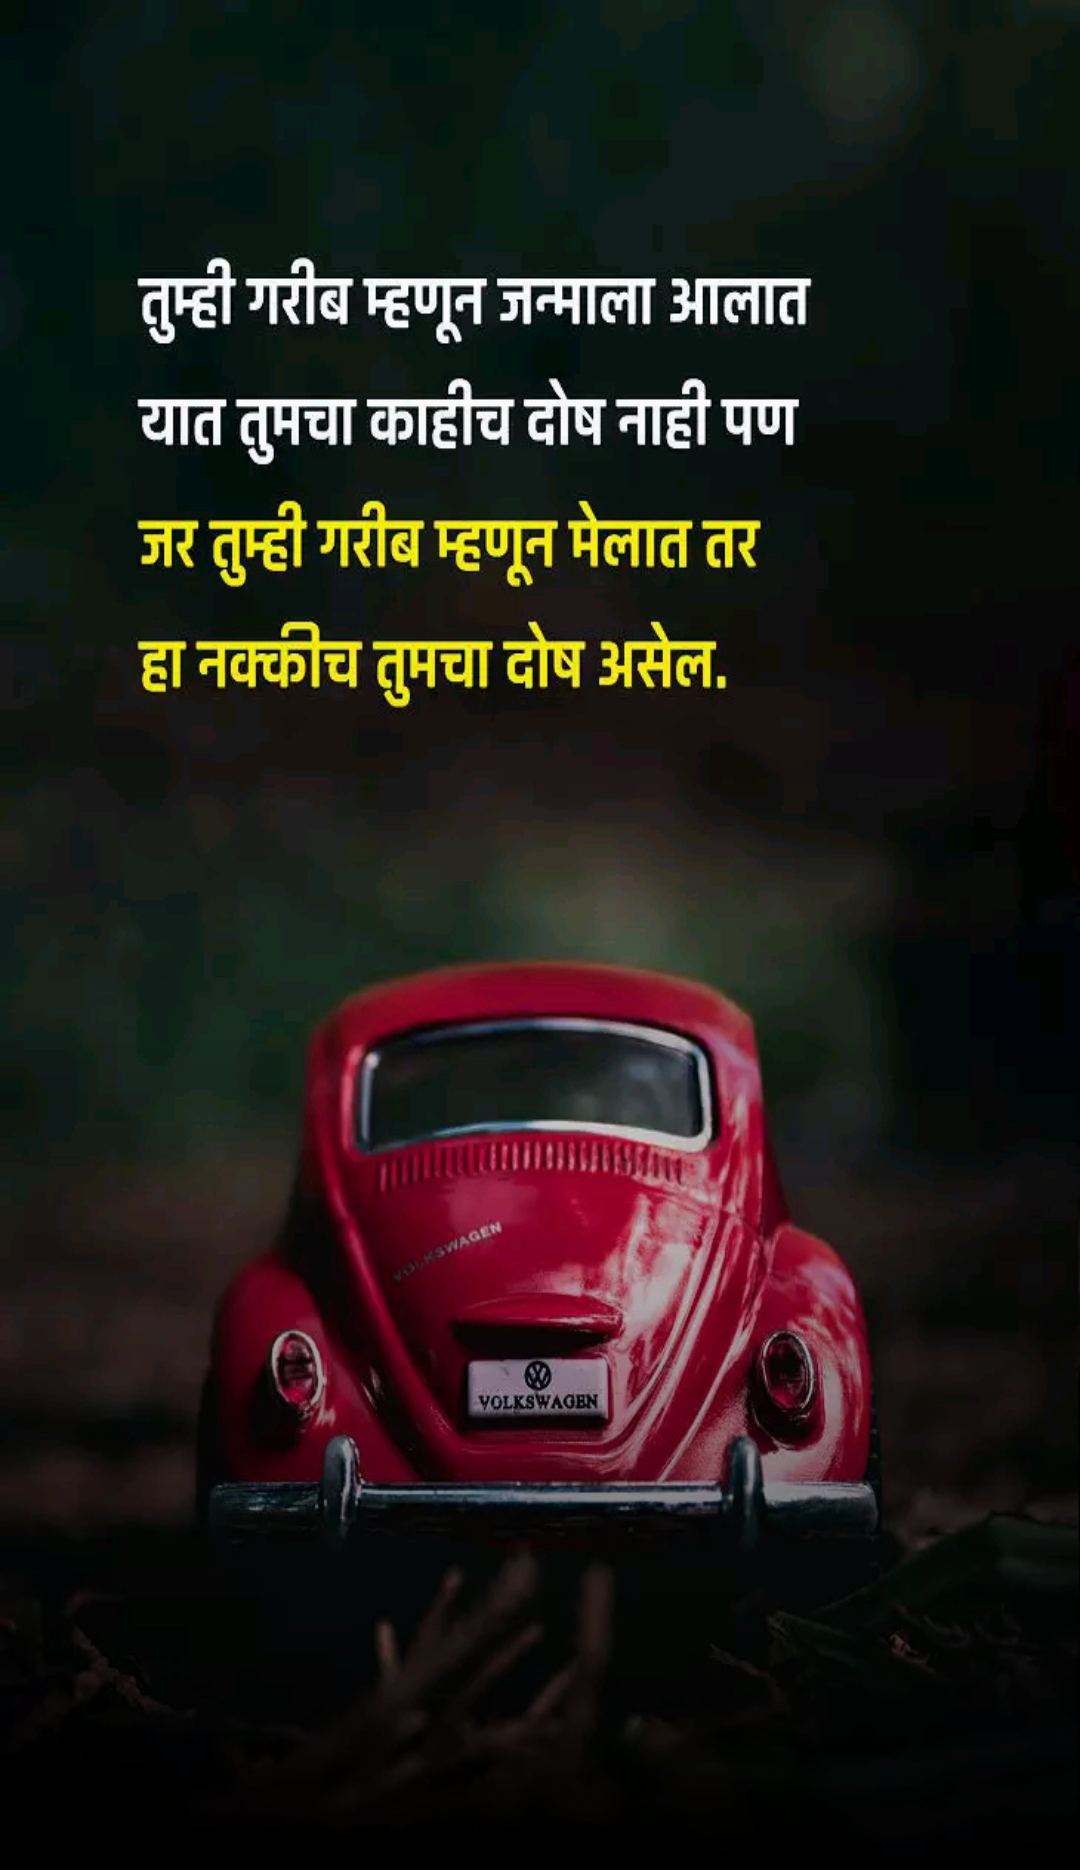 तुम्ही गरीब म्हणून जन्माला आलात
यात तुमचा काहीच दोष नाही पण
जर तुम्ही गरीब म्हणून मेलात तर
हा नक्कीच तुमचा दोष असेल.
VOLKSWAGEN
VOLKSWAGEN